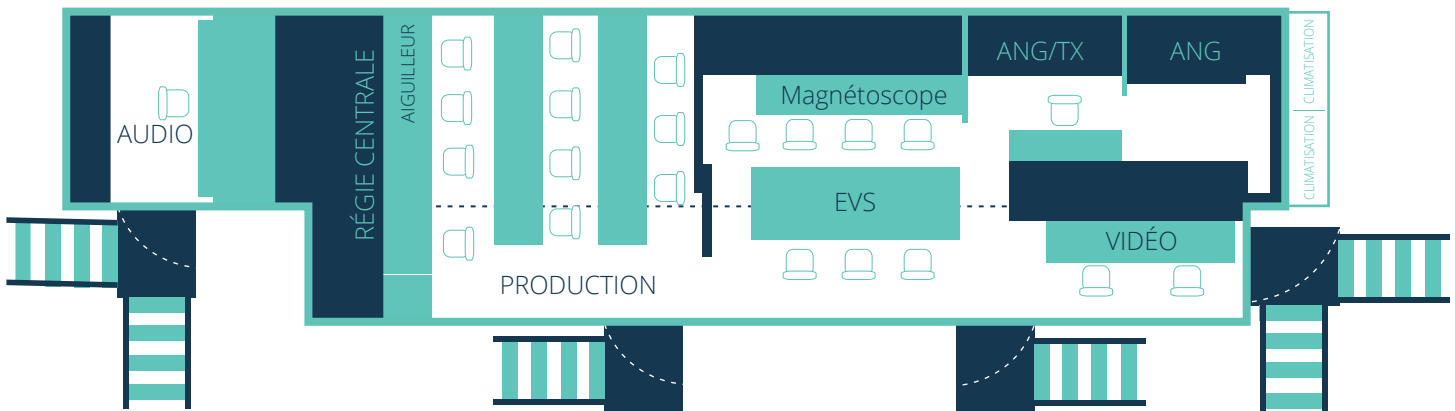 AUDIO
RÉGIE CENTRALE
AIGUILLEUR
PRODUCTION
Magnétoscope
EVS
ANG/TX
ANG
VIDÉO
CLIMATISATION
CLIMATISATION